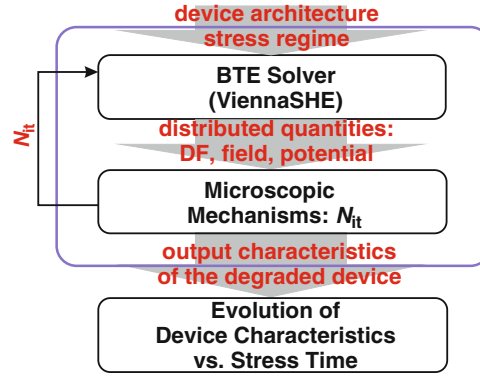 device architecture
stress regime
BTE Solver
(ViennaSHE)
N_it
distributed quantities:
DF, field, potential
Microscopic
Mechanisms: N_it
output characteristics
of the degraded device
Evolution of
Device Characteristics
vs. Stress Time